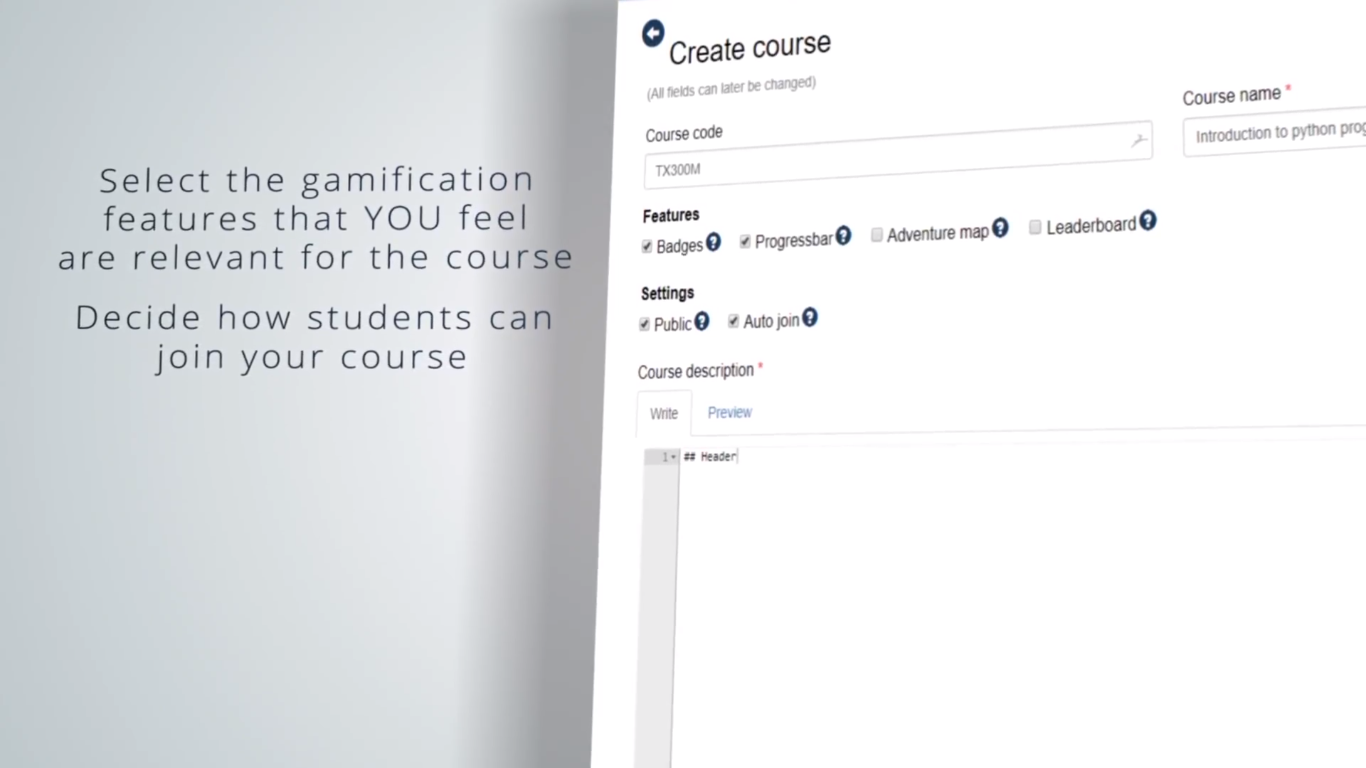 Select the gamification
features that YOU feel
are relevant for the course
Decide how students can
join your course
Create course
(All fields can later be changed)
Course code
TX300M
Course name *
Introduction to python
Features
Badges ? Progressbar ? Adventure map ? Leaderboard ?
Settings
Public ? Auto join ?
Course description *
Write Preview
1 ## Header